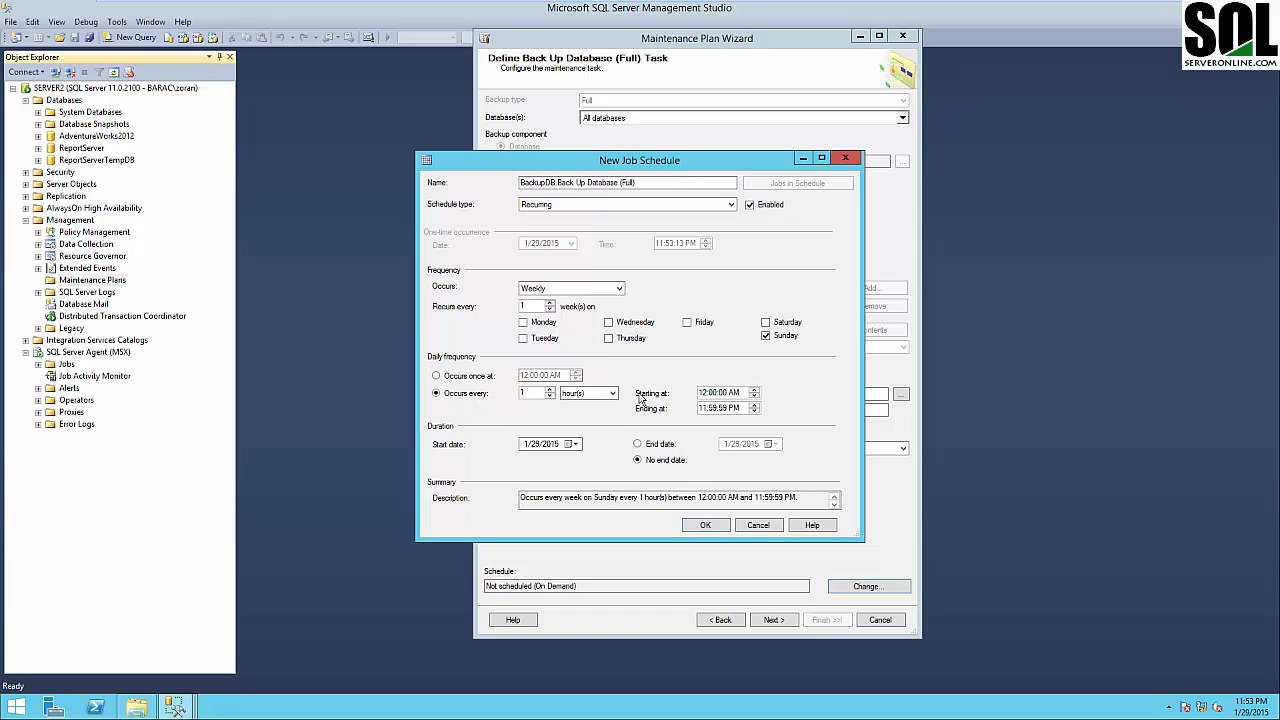 Microsoft SQL Server Management Studio
SQL
SERVERONLINE.COM
File Edit View Debug Tools Window Help
New Query
Object Explorer
Connect
SERVER2 (SQL Server 11.0.2100 - BARAC\zoran)
Databases
System Databases
Database Snapshots
AdventureWorks2012
ReportServer
ReportServerTempDB
Security
Server Objects
Replication
AlwaysOn High Availability
Management
Policy Management
Data Collection
Resource Governor
Extended Events
Maintenance Plans
SQL Server Logs
Database Mail
Distributed Transaction Coordinator
Legacy
Integration Services Catalogs
SQL Server Agent (MSX)
Jobs
Job Activity Monitor
Alerts
Operators
Proxies
Error Logs
Maintenance Plan Wizard
Define Back Up Database (Full) Task
Configure the maintenance task.
Backup type: Full
Database(s): All databases
Backup component
Database
New Job Schedule
Name: BackupDB.Back Up Database (Full) Jobs in Schedule
Schedule type: Recurring Enabled
One-time occurrence
Date: 1/29/2015 Time: 11:53:13 PM
Frequency
Occurs: Weekly
Recurs every: 1 week(s) on
Monday Wednesday Friday Saturday
Tuesday Thursday Sunday
Daily frequency
Occurs once at: 12:00:00 AM
Occurs every: 1 hour(s) Starting at: 12:00:00 AM
Ending at: 11:59:59 PM
Duration
Start date: 1/29/2015 End date: 1/29/2015
No end date:
Summary
Description: Occurs every week on Sunday every 1 hour(s) between 12:00:00 AM and 11:59:59 PM.
OK Cancel Help
Schedule:
Not scheduled (On Demand) Change...
Help < Back Next > Finish >>| Cancel
Ready
11:53 PM
1/29/2015